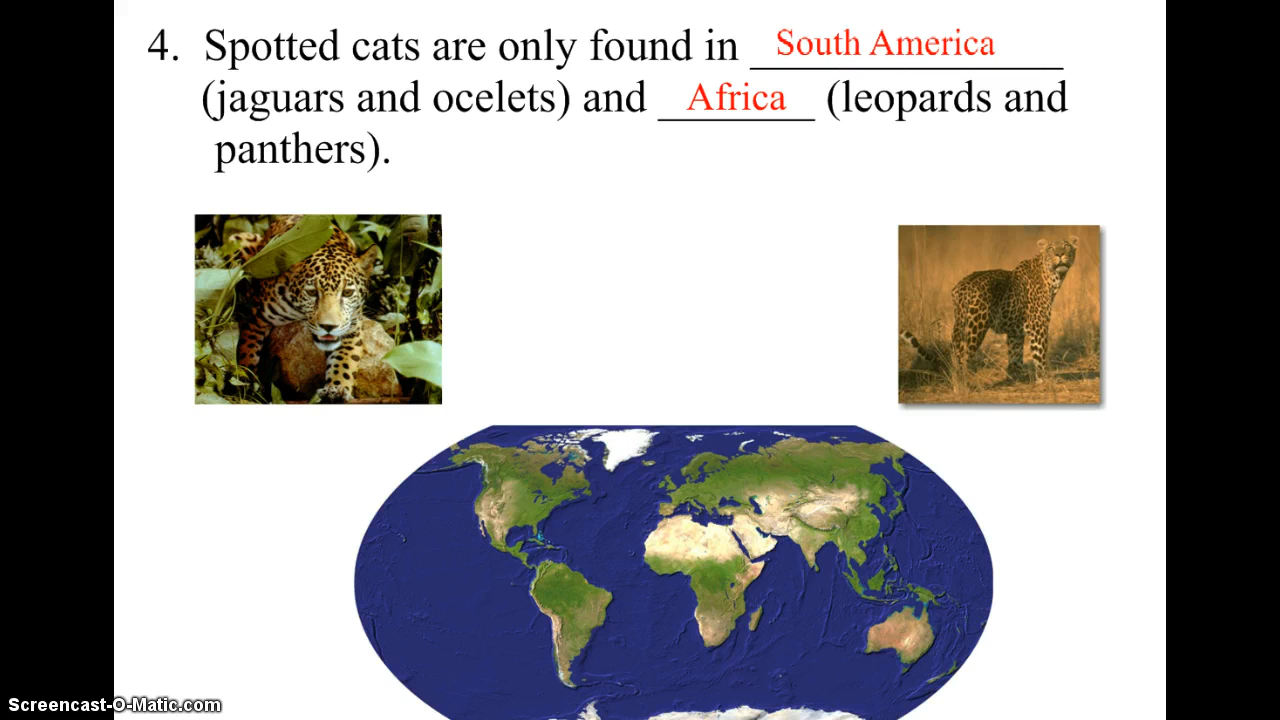 4. Spotted cats are only found in South America
(jaguars and ocelets) and Africa (leopards and
panthers).
Screencast-O-Matic.com